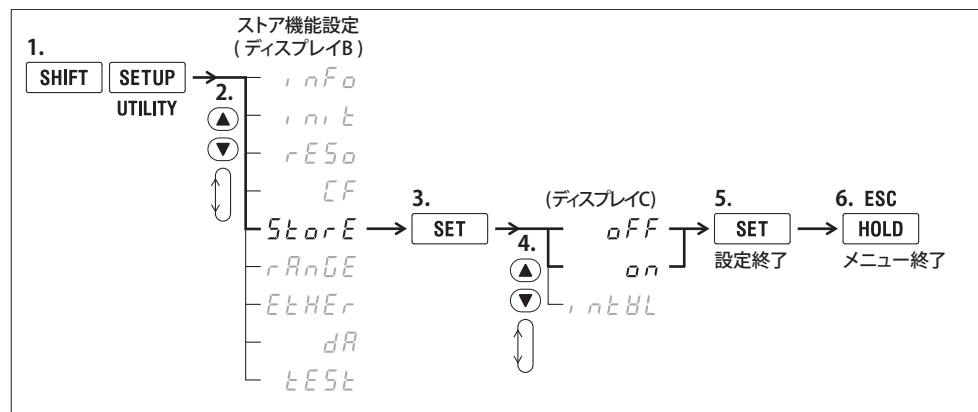 ストア機能設定
(ディスプレイB)
1.
SHIFT SETUP
UTILITY
2.
inFo
init
rESo
CF
StorE
rAnGE
EtHEr
dA
tESt
3.
SET
(ディスプレイC)
4.
oFF
on
intVL
5.
SET
設定終了
6. ESC
HOLD
メニュー終了